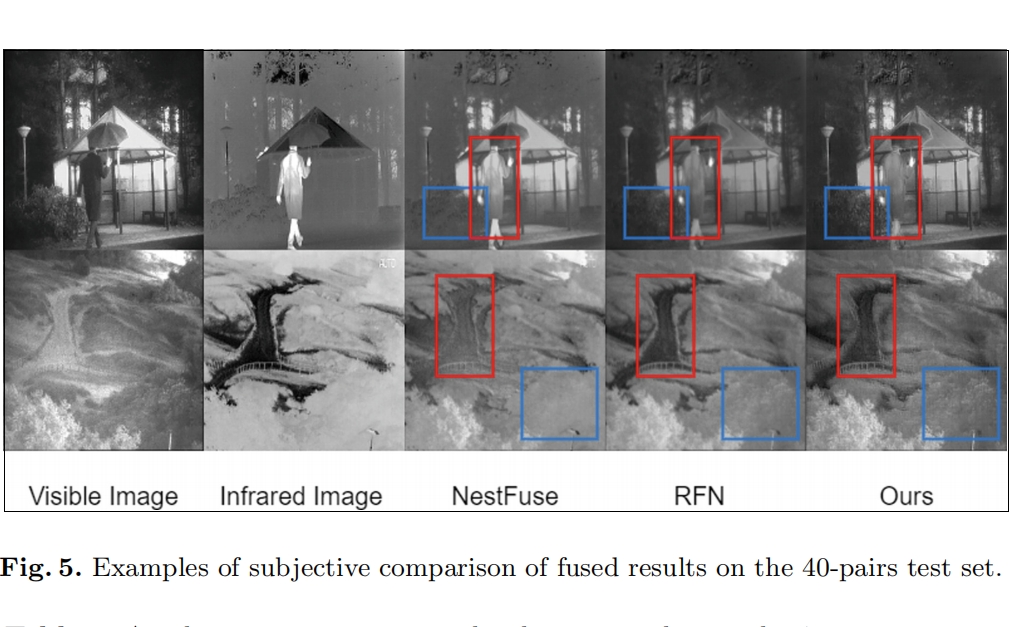 Visible Image Infrared Image NestFuse RFN Ours
Fig. 5. Examples of subjective comparison of fused results on the 40-pairs test set.